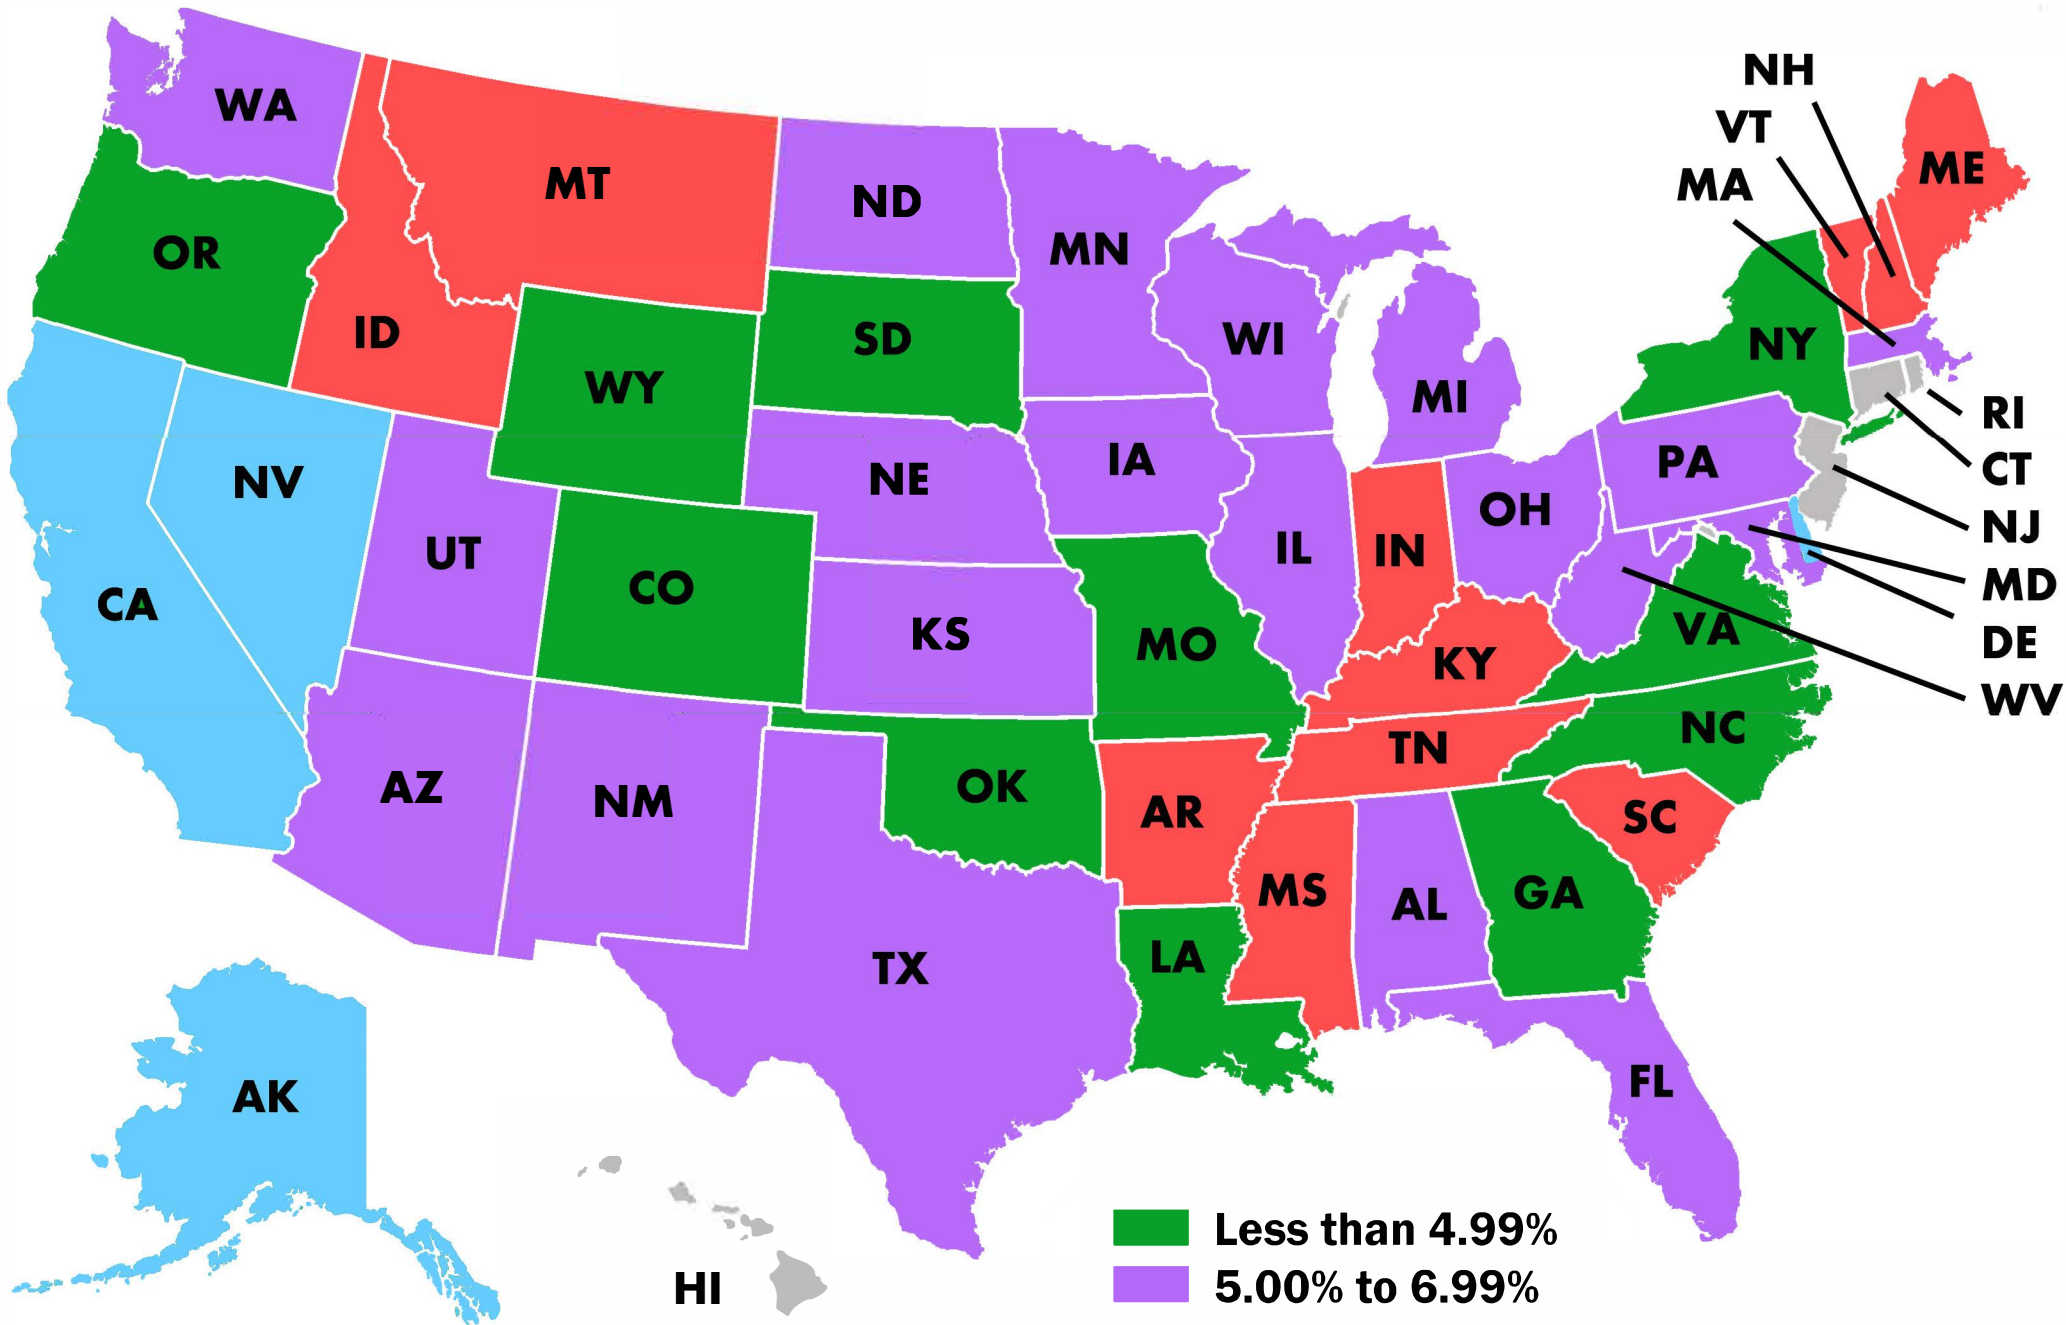 NH
VT
MA
ME
WA
MT
ND
MN
OR
ID
SD
WI
NY
WY
MI
RI
NV
NE
IA
PA
CT
OH
NJ
UT
CO
IL
IN
MD
CA
KS
MO
KY
VA
DE
WV
AZ
NM
OK
AR
TN
NC
SC
MS
AL
GA
TX
LA
AK
FL
HI
Less than 4.99%
5.00% to 6.99%